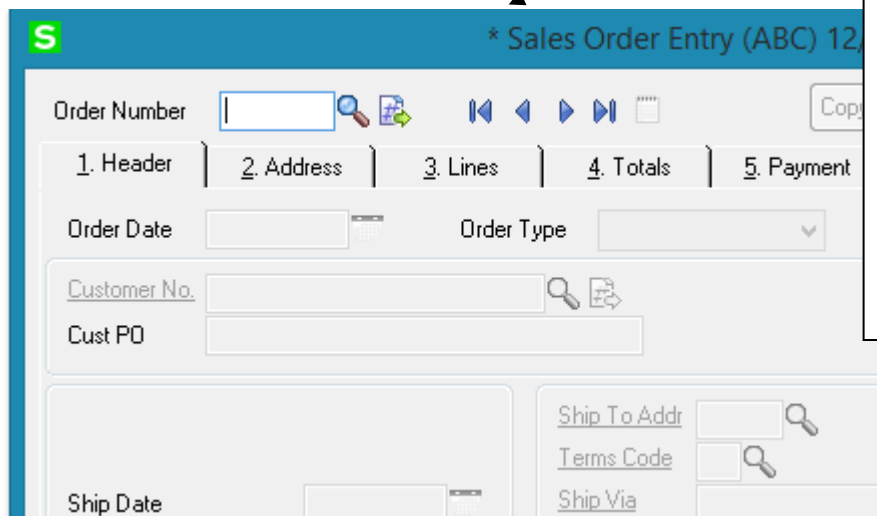 S
* Sales Order Entry (ABC) 12/
Order Number
Copy
1. Header 2. Address 3. Lines 4. Totals 5. Payment
Order Date Order Type
Customer No.
Cust PO
Ship To Addr
Terms Code
Ship Date Ship Via